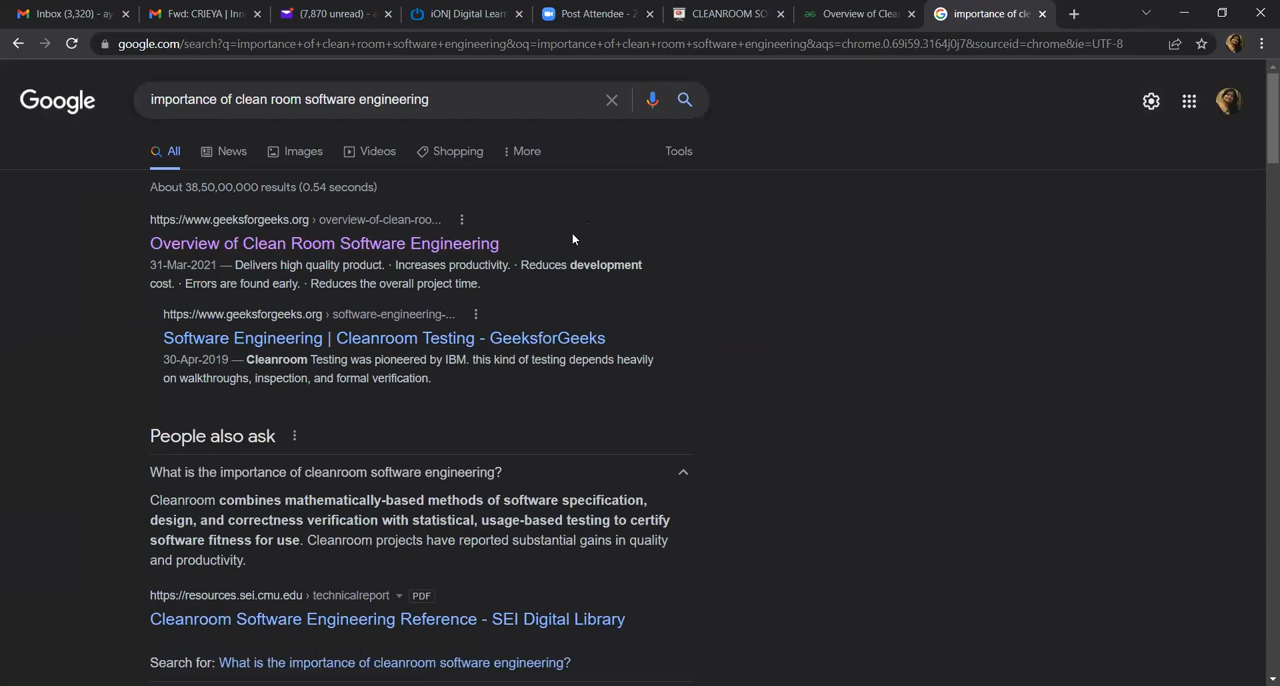 Inbox (3,320) - ay
Fwd: CRIEYA | Inn
(7,870 unread) - a
iON| Digital Lear
Post Attendee - Z
CLEANROOM SO
Overview of Clea
importance of cle
google.com/search?q=importance+of+clean+room+software+engineering&oq=importance+of+clean+room+software+engineering&aqs=chrome.0.69i59.3164j0j7&sourceid=chrome&ie=UTF-8
Google
importance of clean room software engineering
All
News
Images
Videos
Shopping
More
Tools
About 38,50,00,000 results (0.54 seconds)
https://www.geeksforgeeks.org › overview-of-clean-roo...
Overview of Clean Room Software Engineering
31-Mar-2021 — Delivers high quality product. · Increases productivity. · Reduces development
cost. · Errors are found early. · Reduces the overall project time.
https://www.geeksforgeeks.org › software-engineering-...
Software Engineering | Cleanroom Testing - GeeksforGeeks
30-Apr-2019 — Cleanroom Testing was pioneered by IBM. this kind of testing depends heavily
on walkthroughs, inspection, and formal verification.
People also ask
What is the importance of cleanroom software engineering?
Cleanroom combines mathematically-based methods of software specification,
design, and correctness verification with statistical, usage-based testing to certify
software fitness for use. Cleanroom projects have reported substantial gains in quality
and productivity.
https://resources.sei.cmu.edu › technicalreport PDF
Cleanroom Software Engineering Reference - SEI Digital Library
Search for: What is the importance of cleanroom software engineering?